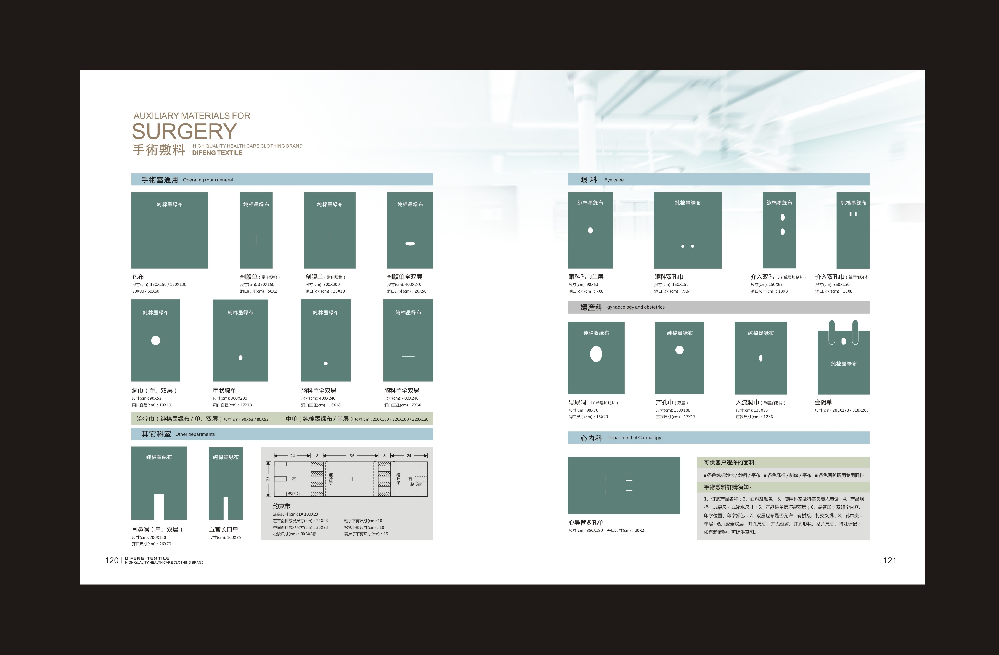 AUXILIARY MATERIALS FOR
SURGERY
手術敷料
HIGH QUALITY HEALTH CARE CLOTHING BRAND
DIFENG TEXTILE
手術室通用 Operating room general
純棉墨緑布
純棉墨緑布
純棉墨緑布
純棉墨緑布
包布
尺寸(cm): 150X150 / 120X120
90X90 / 60X60
剖腹单（常用规格）
尺寸(cm): 350X150
洞口尺寸(cm)：50X2
剖腹单（常用规格）
尺寸(cm): 300X200
洞口尺寸(cm)：35X10
剖腹单全双层
尺寸(cm): 400X240
洞口尺寸(cm)：20X50
純棉墨緑布
純棉墨緑布
純棉墨緑布
純棉墨緑布
洞巾（单、双层）
尺寸(cm): 90X53
洞口直径(cm)：10X10
甲状腺单
尺寸(cm): 300X200
洞口直径(cm)：17X13
脑科单全双层
尺寸(cm): 400X240
洞口直径(cm)：16X18
胸科单全双层
尺寸(cm): 400X240
洞口直径(cm)：2X60
治疗巾（纯棉墨绿布 / 单、双层）尺寸(cm): 90X53 / 80X55 中单（纯棉墨绿布 / 单层）尺寸(cm): 200X100 / 220X100 / 220X120
其它科室 Other departments
純棉墨緑布
純棉墨緑布
耳鼻喉（单、双层）
尺寸(cm): 200X150
开口尺寸(cm)：26X70
五官长口单
尺寸(cm): 160X75
24 8 36 8 24
23
左
硬片子
中
硬片子
右
粘反面
粘正面
约束带
成品尺寸(cm): L# 100X23
左右面料成品尺寸(cm)：24X23 粘子下剪尺寸(cm): 10
中间面料成品尺寸(cm)：36X23 松紧下剪尺寸(cm)：10
松紧尺寸(cm)：8X3X8根 硬片子下剪尺寸(cm)：15
120 DIFENG TEXTILE
HIGH QUALITY HEALTH CARE CLOTHING BRAND
眼 科 Eye cape
純棉墨緑布
純棉墨緑布
純棉墨緑布
純棉墨緑布
眼科孔巾单层
尺寸(cm): 90X53
洞口尺寸(cm)：7X6
眼科双孔巾
尺寸(cm): 150X150
洞口尺寸(cm)：7X6
介入双孔巾（单层加贴片）
尺寸(cm): 150X65
洞口尺寸(cm)：13X8
介入双孔巾（单层加贴片）
尺寸(cm): 350X150
洞口尺寸(cm)：18X8
婦産科 gynaecology and obstetrics
純棉墨緑布
純棉墨緑布
純棉墨緑布
純棉墨緑布
导尿洞巾（单层加贴片）
尺寸(cm): 90X70
洞口尺寸(cm)：15X20
产孔巾（双层）
尺寸(cm): 150X100
直径尺寸(cm)：17X17
人流洞巾（单层加贴片）
尺寸(cm): 130X93
直径尺寸(cm)：12X6
会阴单
尺寸(cm): 205X170 / 310X205
心内科 Department of Cardiology
心导管多孔单
尺寸(cm): 350X180 开口尺寸(cm)：20X2
可供客户選擇的面料：
■ 各色纯棉纱卡 / 纱斜 / 平布 ■ 各色涤棉 / 斜纹 / 平布 ■ 各色四防医用专用面料
手術敷料訂購須知：
1、订购产品名称；2、面料及颜色；3、使用科室及科室负责人电话；4、产品规
格：成品尺寸或缩水尺寸；5、产品是单层还是双层；6、是否印字及印字内容、
印字位置、印字颜色；7、双层包布是否允许：有拼接、打交叉线；8、孔巾类：
单层+贴片或全双层：开孔尺寸、开孔位置、开孔形状、贴片尺寸、特殊标记；
如有新品种，可提供草图。
121